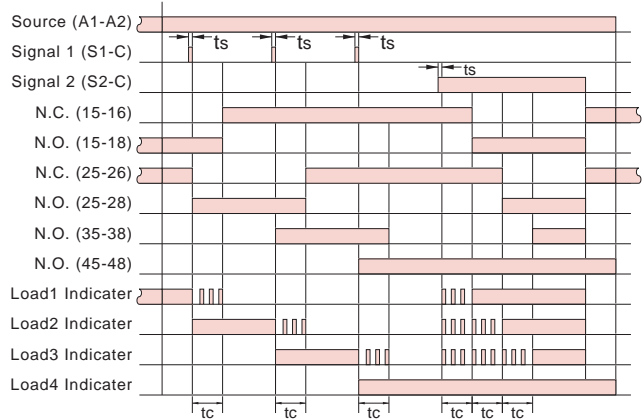 Source (A1-A2)
ts ts ts
Signal 1 (S1-C)
ts
Signal 2 (S2-C)
N.C. (15-16)
N.O. (15-18)
N.C. (25-26)
N.O. (25-28)
N.O. (35-38)
N.O. (45-48)
Load1 Indicater
Load2 Indicater
Load3 Indicater
Load4 Indicater
tc tc tc tc tc tc